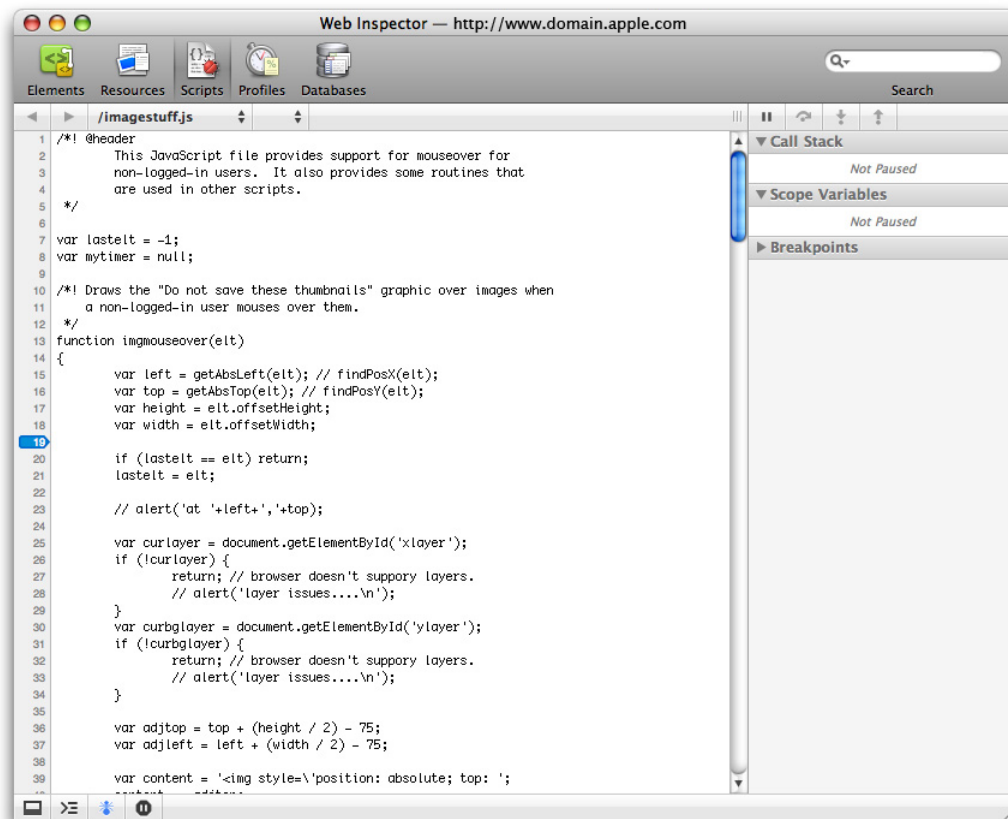 Web Inspector — http://www.domain.apple.com
Elements Resources Scripts Profiles Databases
Search
/imagestuff.js
1 /*! @header
2 This JavaScript file provides support for mouseover for
3 non-logged-in users.  It also provides some routines that
4 are used in other scripts.
5 */
6
7 var lastelt = -1;
8 var mytimer = null;
9
10 /*! Draws the "Do not save these thumbnails" graphic over images when
11 a non-logged-in user mouses over them.
12 */
13 function imgmouseover(elt)
14 {
15 var left = getAbsLeft(elt); // findPosX(elt);
16 var top = getAbsTop(elt); // findPosY(elt);
17 var height = elt.offsetHeight;
18 var width = elt.offsetWidth;
19
20 if (lastelt == elt) return;
21 lastelt = elt;
22
23 // alert('at '+left+','+top);
24
25 var curlayer = document.getElementById('xlayer');
26 if (!curlayer) {
27 return; // browser doesn't suppory layers.
28 // alert('layer issues....\n');
29 }
30 var curbglayer = document.getElementById('ylayer');
31 if (!curbglayer) {
32 return; // browser doesn't suppory layers.
33 // alert('layer issues....\n');
34 }
35
36 var adjtop = top + (height / 2) - 75;
37 var adjleft = left + (width / 2) - 75;
38
39 var content = '<img style=\'position: absolute; top: ';
Call Stack
Not Paused
Scope Variables
Not Paused
Breakpoints